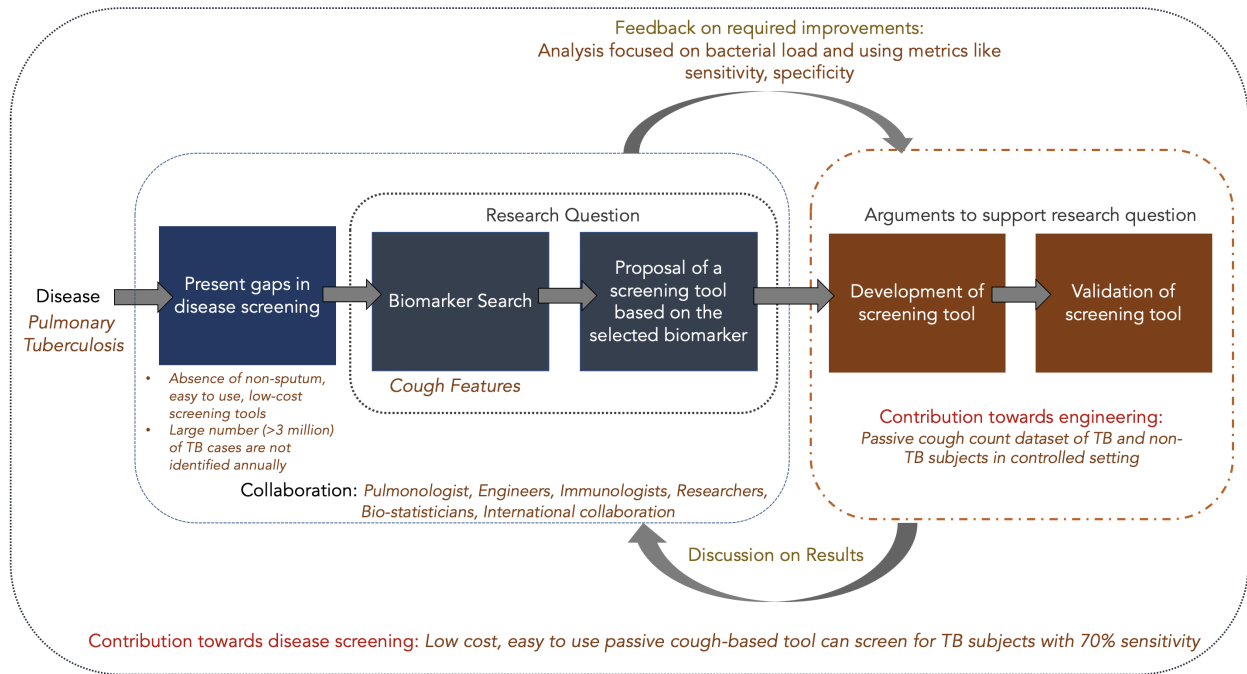 Feedback on required improvements:
Analysis focused on bacterial load and using metrics like
sensitivity, specificity
Research Question
Arguments to support research question
Disease
Pulmonary
Tuberculosis
Present gaps in
disease screening
Biomarker Search
Proposal of a
screening tool
based on the
selected biomarker
Development of
screening tool
Validation of
screening tool
• Absence of non-sputum,
easy to use, low-cost
screening tools
• Large number (>3 million)
of TB cases are not
identified annually
Cough Features
Contribution towards engineering:
Passive cough count dataset of TB and non-
TB subjects in controlled setting
Collaboration: Pulmonologist, Engineers, Immunologists, Researchers,
Bio-statisticians, International collaboration
Discussion on Results
Contribution towards disease screening: Low cost, easy to use passive cough-based tool can screen for TB subjects with 70% sensitivity